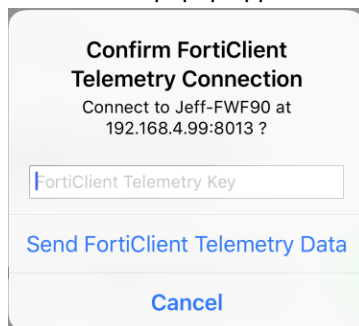 Confirm FortiClient
Telemetry Connection
Connect to Jeff-FWF90 at
192.168.4.99:8013 ?
FortiClient Telemetry Key
Send FortiClient Telemetry Data
Cancel